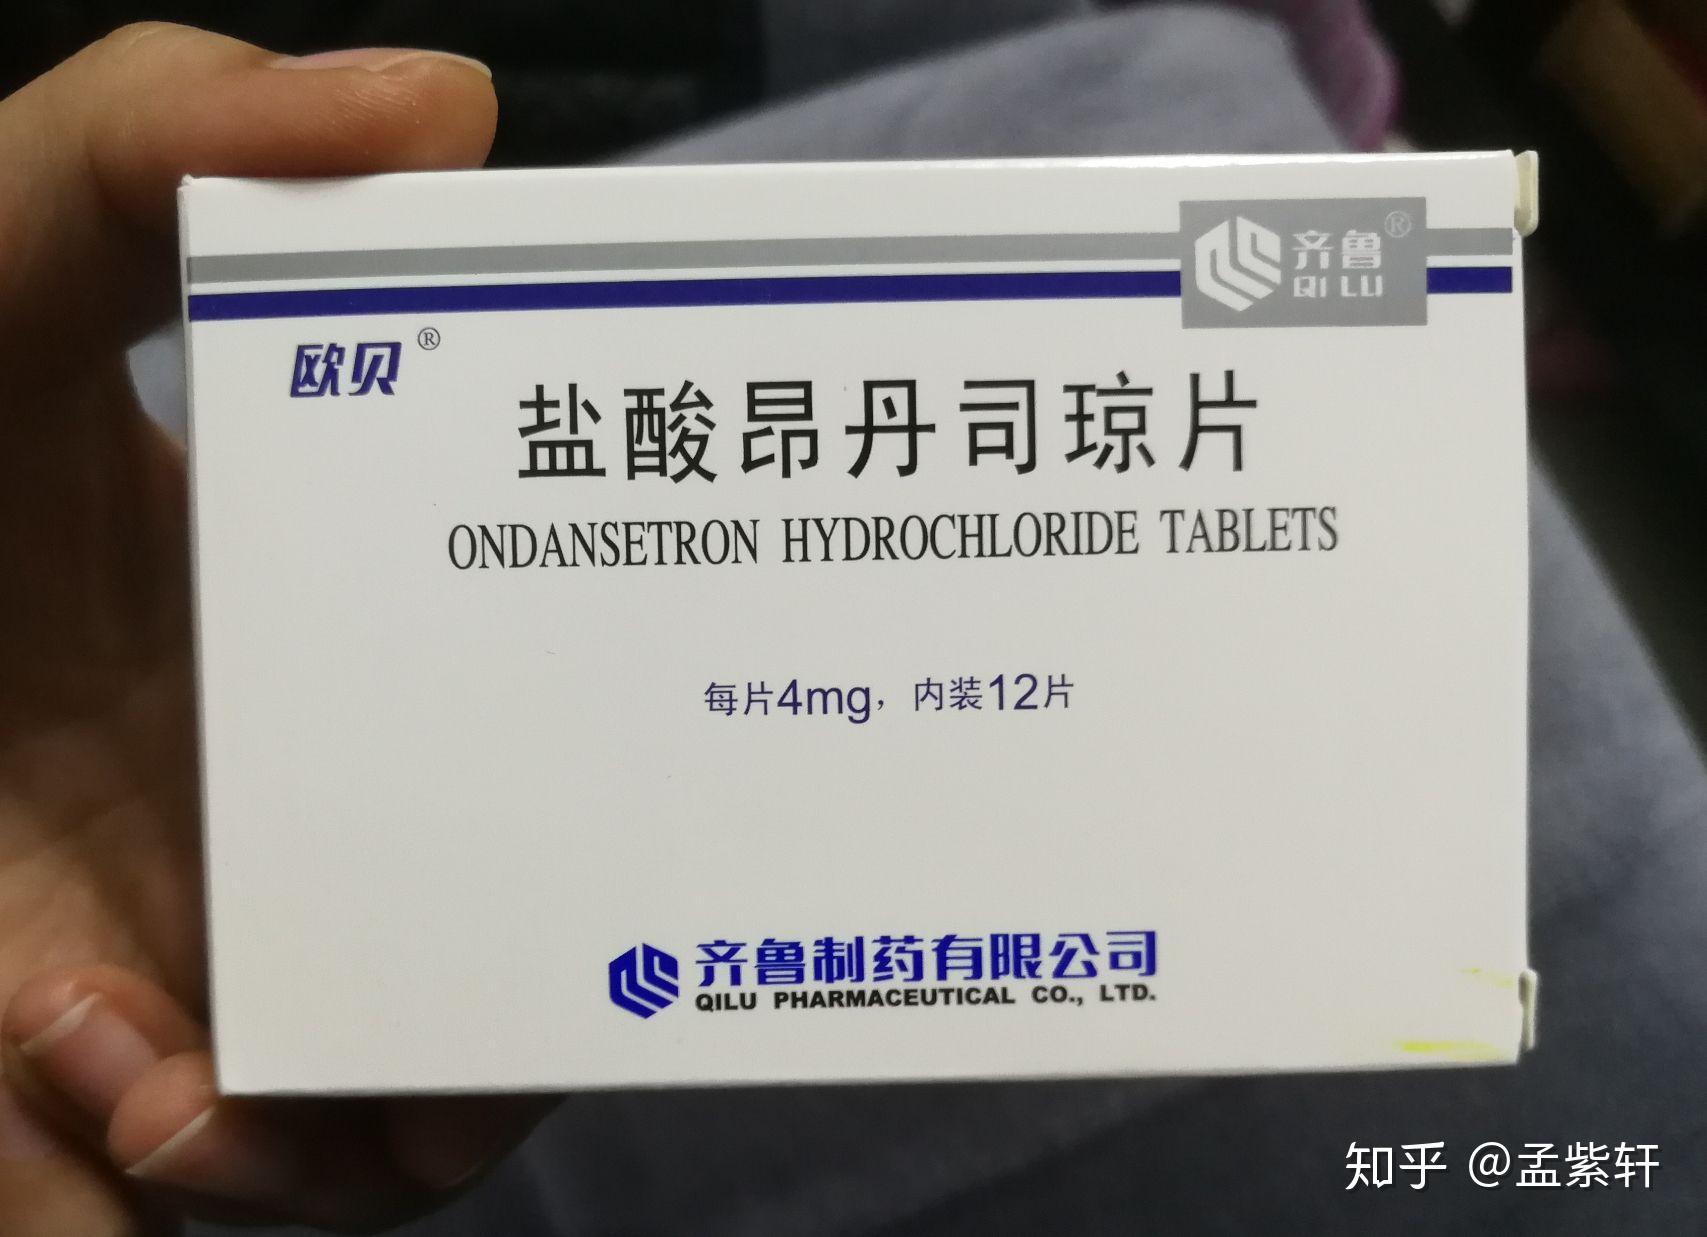 齐鲁®
QI LU
欧贝®
盐酸昂丹司琼片
ONDANSETRON HYDROCHLORIDE TABLETS
每片4mg，内装12片
齐鲁制药有限公司
QILU PHARMACEUTICAL CO., LTD.
知乎 @孟紫轩